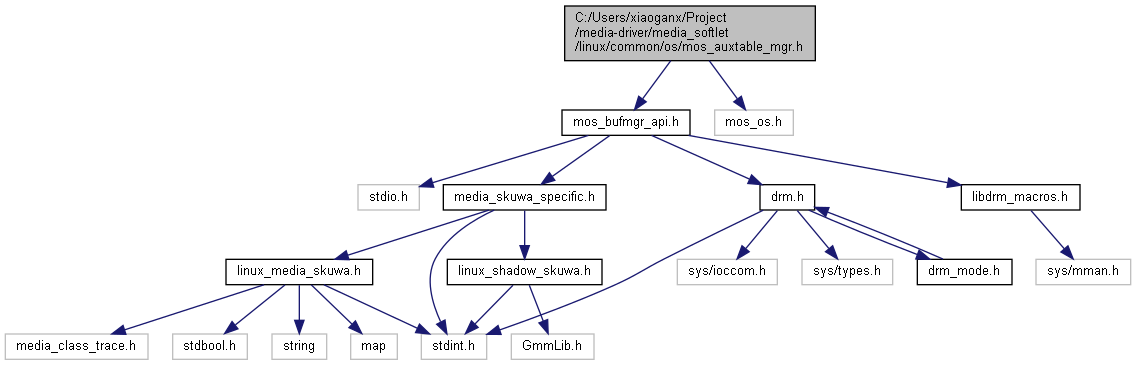 C:/Users/xiaoganx/Project
/media-driver/media_softlet
/linux/common/os/mos_auxtable_mgr.h
mos_bufmgr_api.h
mos_os.h
stdio.h
media_skuwa_specific.h
drm.h
libdrm_macros.h
linux_media_skuwa.h
linux_shadow_skuwa.h
sys/ioccom.h
sys/types.h
drm_mode.h
sys/mman.h
media_class_trace.h
stdbool.h
string
map
stdint.h
GmmLib.h